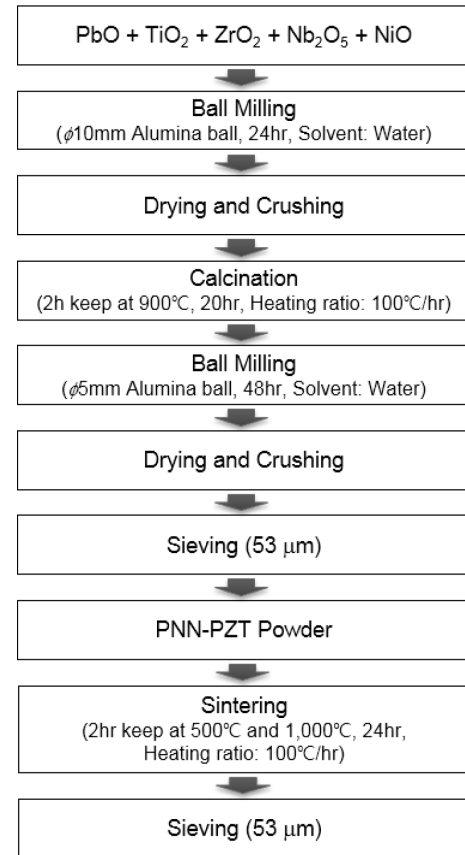 PbO + TiO₂ + ZrO₂ + Nb₂O₅ + NiO
Ball Milling
(ϕ10mm Alumina ball, 24hr, Solvent: Water)
Drying and Crushing
Calcination
(2h keep at 900℃, 20hr, Heating ratio: 100℃/hr)
Ball Milling
(ϕ5mm Alumina ball, 48hr, Solvent: Water)
Drying and Crushing
Sieving (53 μm)
PNN-PZT Powder
Sintering
(2hr keep at 500℃ and 1,000℃, 24hr,
Heating ratio: 100℃/hr)
Sieving (53 μm)